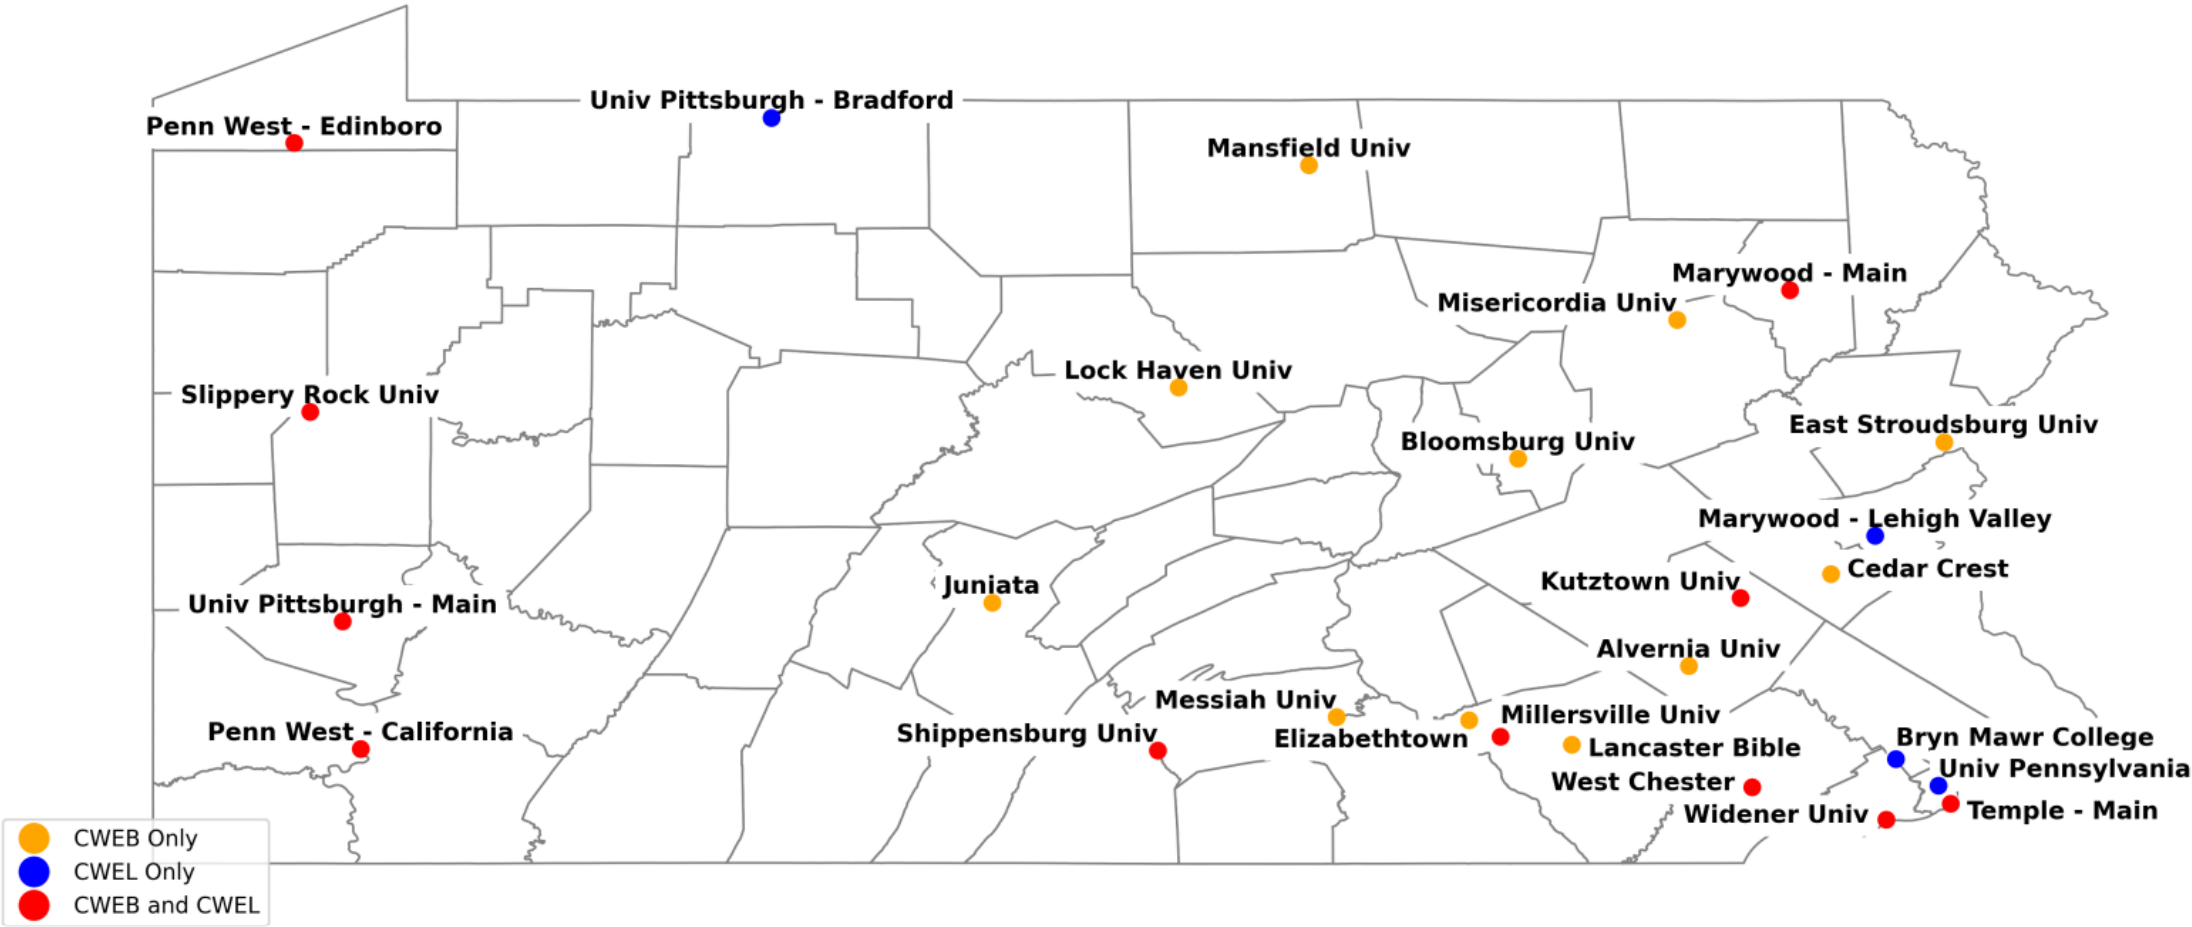 Univ Pittsburgh - Bradford
Penn West - Edinboro
Mansfield Univ
Marywood - Main
Misericordia Univ
Lock Haven Univ
Slippery Rock Univ
East Stroudsburg Univ
Bloomsburg Univ
Marywood - Lehigh Valley
Cedar Crest
Kutztown Univ
Juniata
Univ Pittsburgh - Main
Alvernia Univ
Messiah Univ
Millersville Univ
Penn West - California
Shippensburg Univ
Elizabethtown
Bryn Mawr College
Lancaster Bible
Univ Pennsylvania
West Chester
Temple - Main
Widener Univ
CWEB Only
CWEL Only
CWEB and CWEL